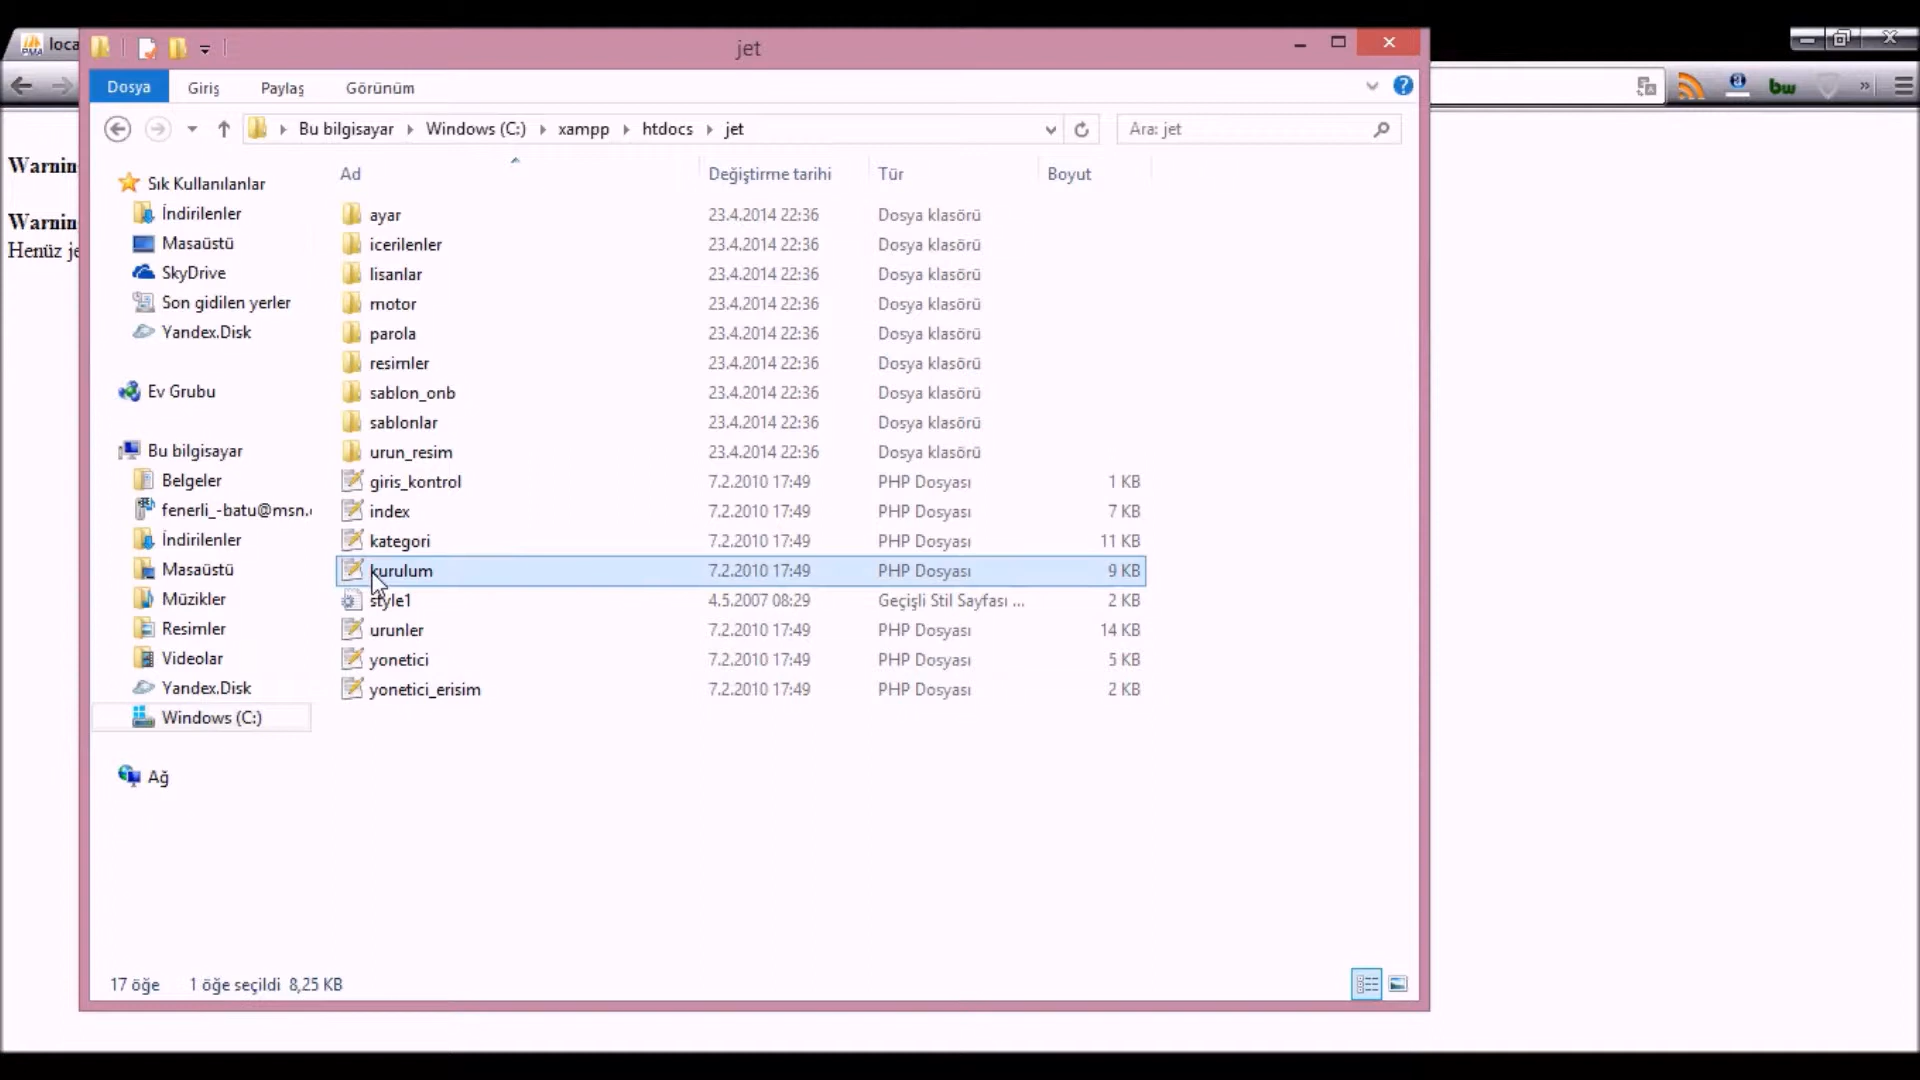 PMA loca
jet
Dosya Giriş Paylaş Görünüm
Bu bilgisayar Windows (C:) xampp htdocs jet
Ara: jet
bw
Warnin
Warnin
Henüz je
Sık Kullanılanlar
İndirilenler
Masaüstü
SkyDrive
Son gidilen yerler
Yandex.Disk
Ev Grubu
Bu bilgisayar
Belgeler
fenerli_-batu@msn.
İndirilenler
Masaüstü
Müzikler
Resimler
Videolar
Yandex.Disk
Windows (C:)
Ağ
Ad Değiştirme tarihi Tür Boyut
ayar 23.4.2014 22:36 Dosya klasörü
icerilenler 23.4.2014 22:36 Dosya klasörü
lisanlar 23.4.2014 22:36 Dosya klasörü
motor 23.4.2014 22:36 Dosya klasörü
parola 23.4.2014 22:36 Dosya klasörü
resimler 23.4.2014 22:36 Dosya klasörü
sablon_onb 23.4.2014 22:36 Dosya klasörü
sablonlar 23.4.2014 22:36 Dosya klasörü
urun_resim 23.4.2014 22:36 Dosya klasörü
giris_kontrol 7.2.2010 17:49 PHP Dosyası 1 KB
index 7.2.2010 17:49 PHP Dosyası 7 KB
kategori 7.2.2010 17:49 PHP Dosyası 11 KB
kurulum 7.2.2010 17:49 PHP Dosyası 9 KB
style1 4.5.2007 08:29 Geçişli Stil Sayfası ... 2 KB
urunler 7.2.2010 17:49 PHP Dosyası 14 KB
yonetici 7.2.2010 17:49 PHP Dosyası 5 KB
yonetici_erisim 7.2.2010 17:49 PHP Dosyası 2 KB
17 öğe 1 öğe seçildi 8,25 KB